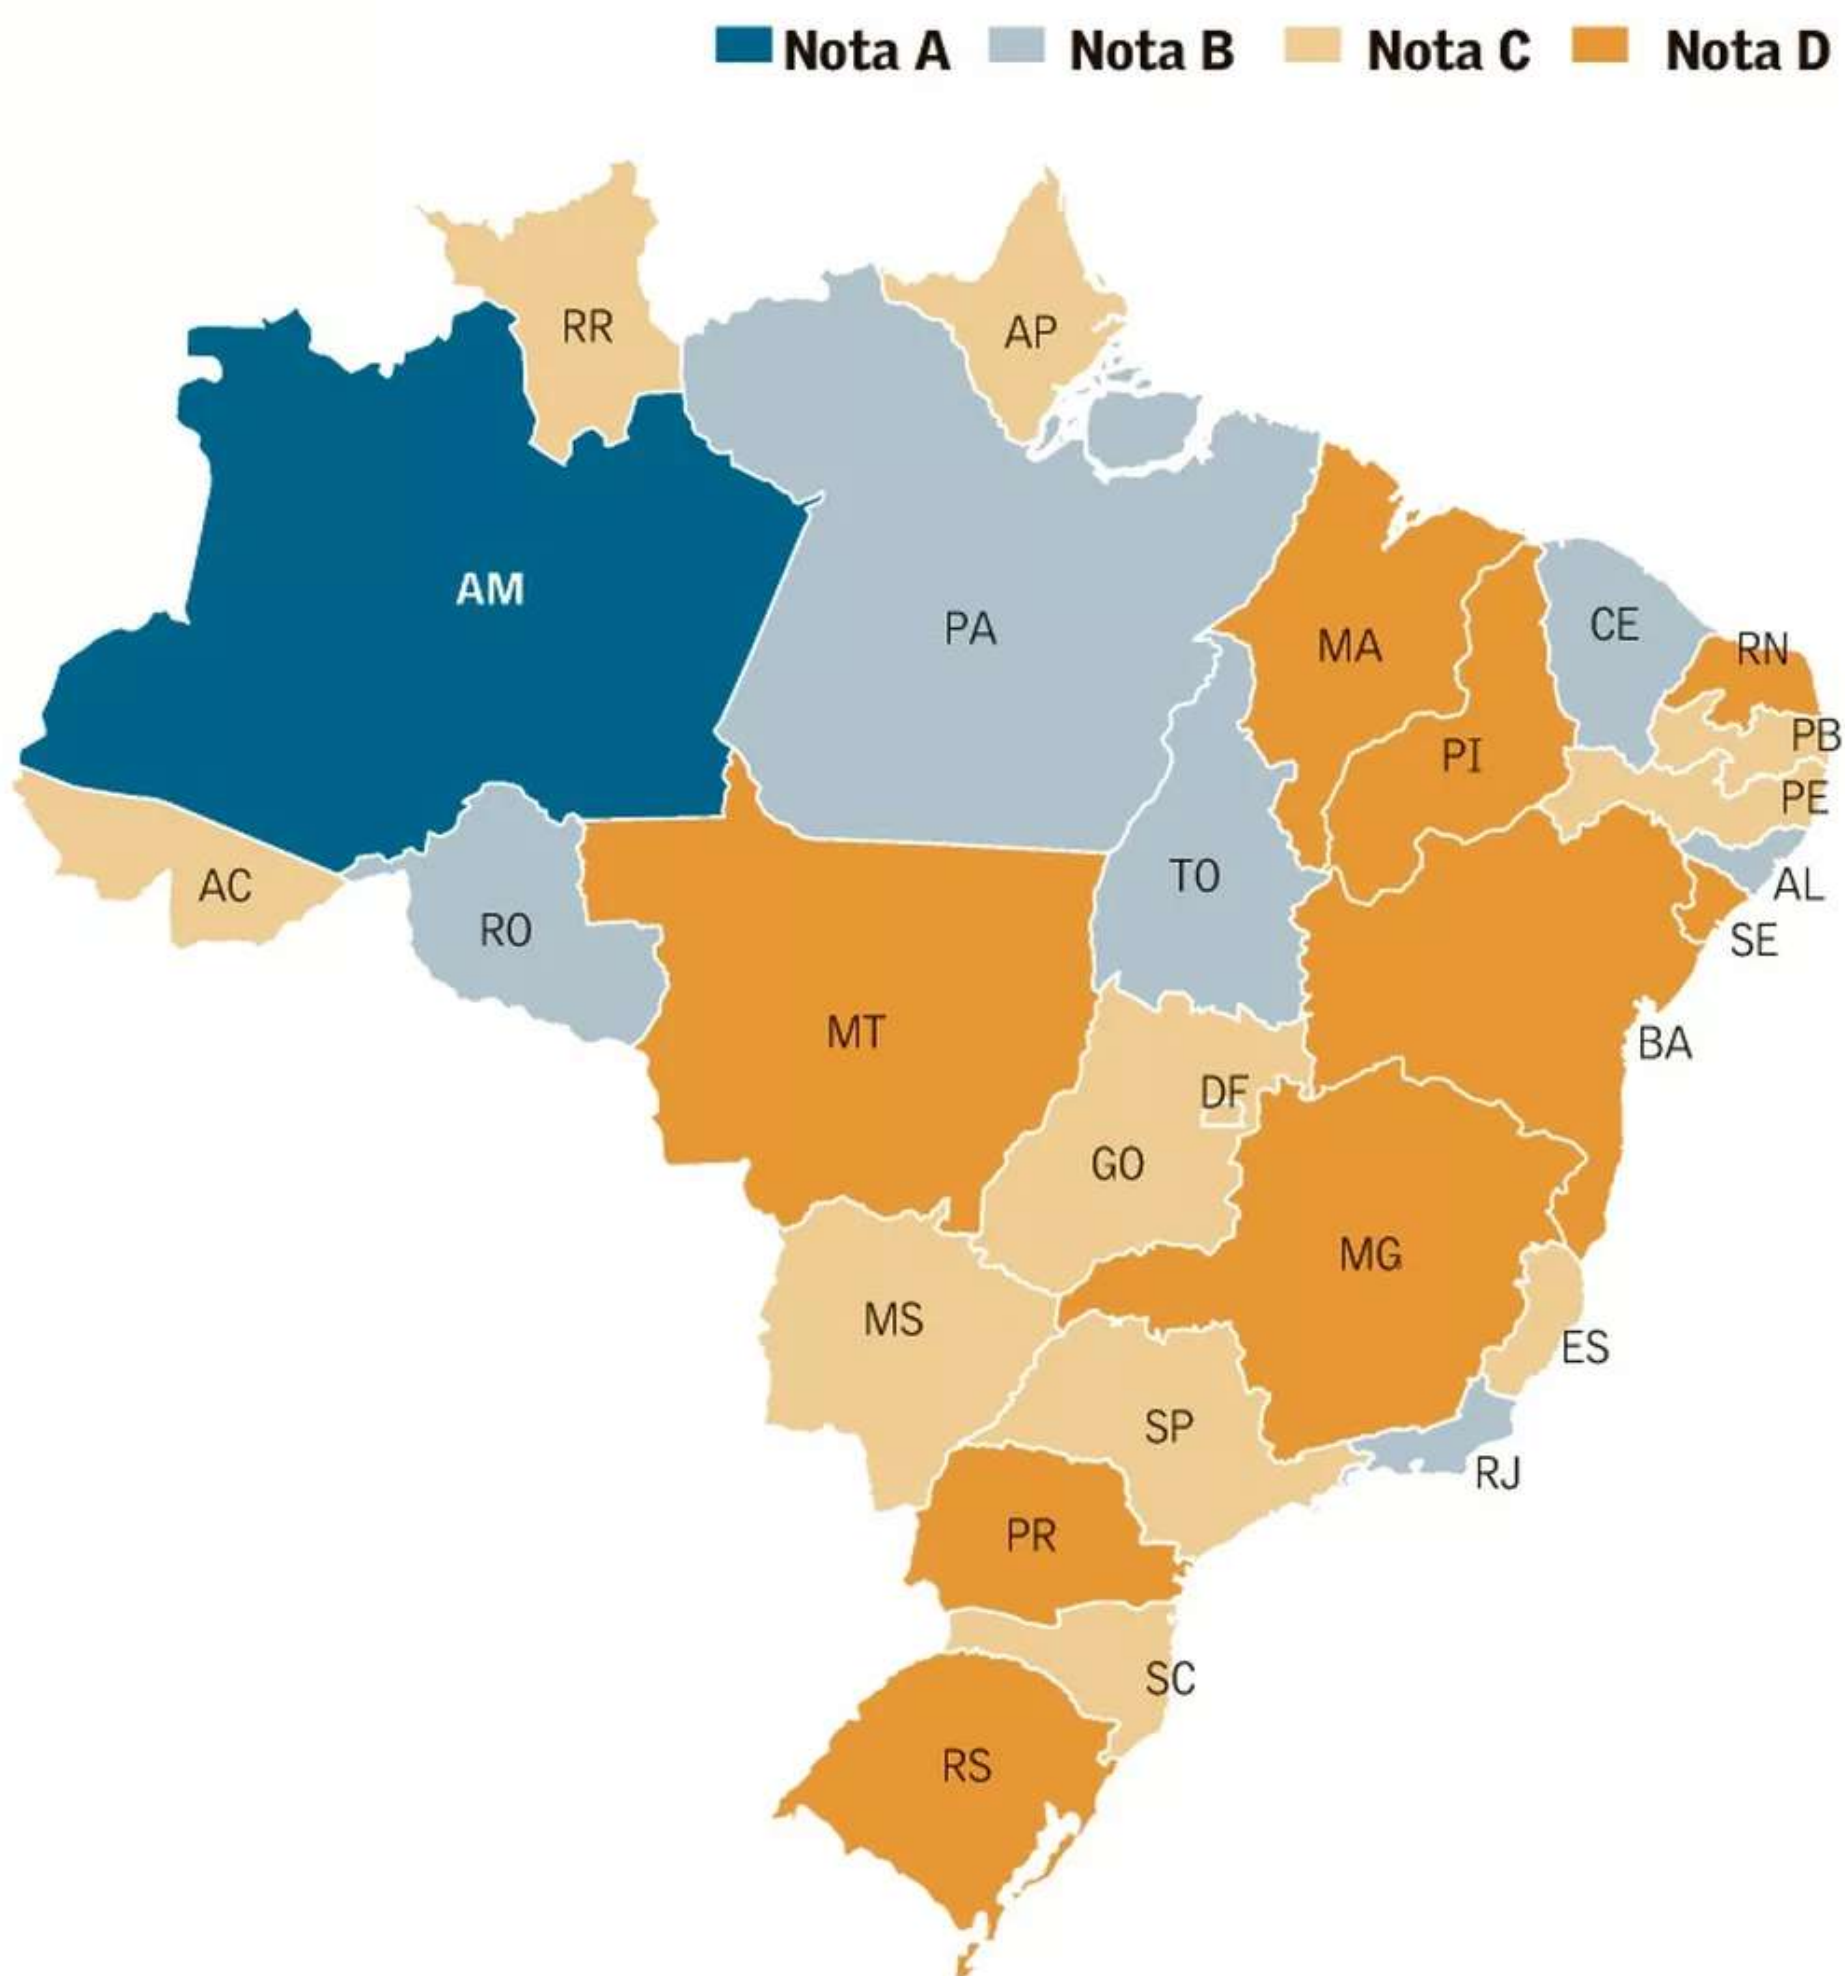 Nota A Nota B Nota C Nota D
RR
AP
AM
PA
MA
CE
RN
PI
PB
PE
AC
RO
TO
AL
SE
MT
BA
DF
GO
MG
MS
ES
SP
RJ
PR
SC
RS